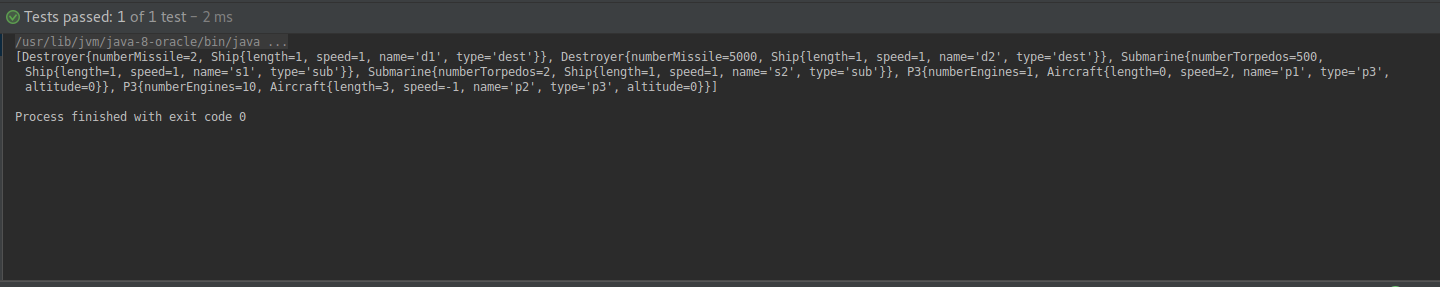 Tests passed: 1 of 1 test – 2 ms
/usr/lib/jvm/java-8-oracle/bin/java ...
[Destroyer{numberMissile=2, Ship{length=1, speed=1, name='d1', type='dest'}}, Destroyer{numberMissile=5000, Ship{length=1, speed=1, name='d2', type='dest'}}, Submarine{numberTorpedos=500,
Ship{length=1, speed=1, name='s1', type='sub'}}, Submarine{numberTorpedos=2, Ship{length=1, speed=1, name='s2', type='sub'}}, P3{numberEngines=1, Aircraft{length=0, speed=2, name='p1', type='p3',
altitude=0}}, P3{numberEngines=10, Aircraft{length=3, speed=-1, name='p2', type='p3', altitude=0}}]
Process finished with exit code 0